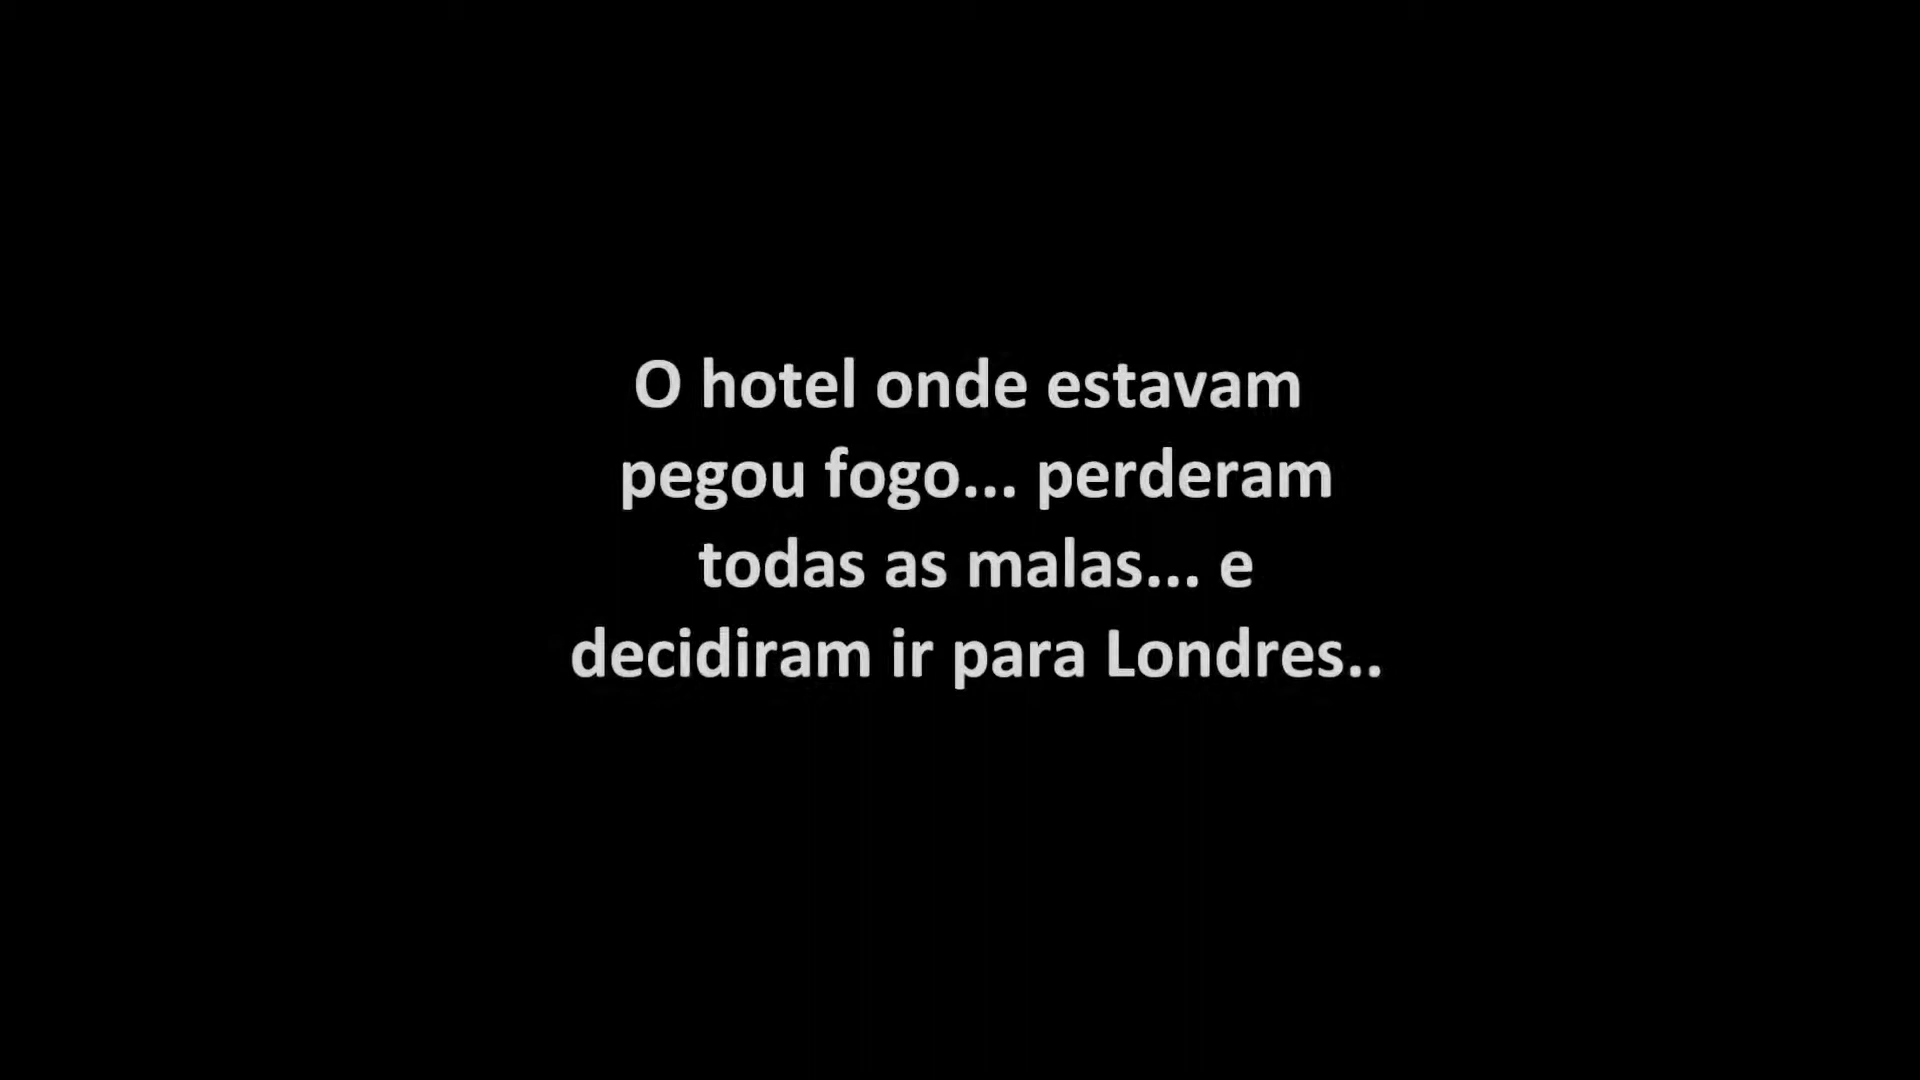 O hotel onde estavam
pegou fogo... perderam
todas as malas... e
decidiram ir para Londres..